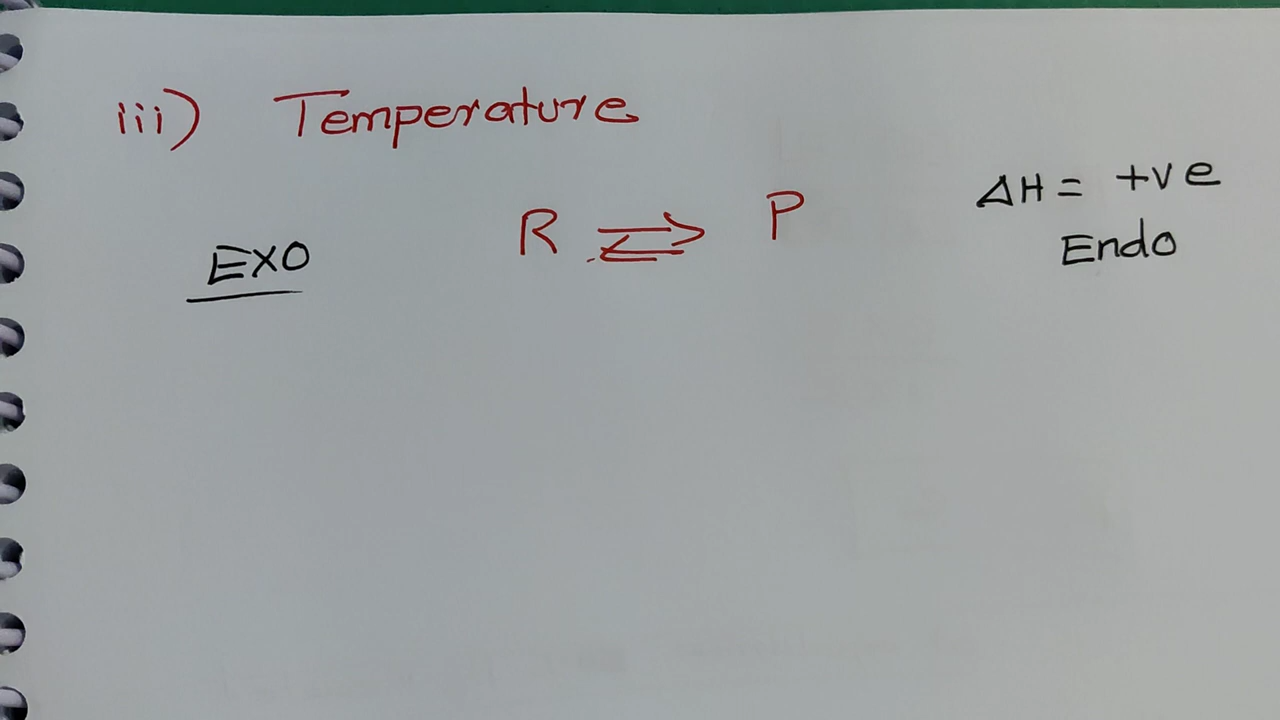 iii) Temperature
R ⇌ P
ΔH = +ve
Endo
EXO